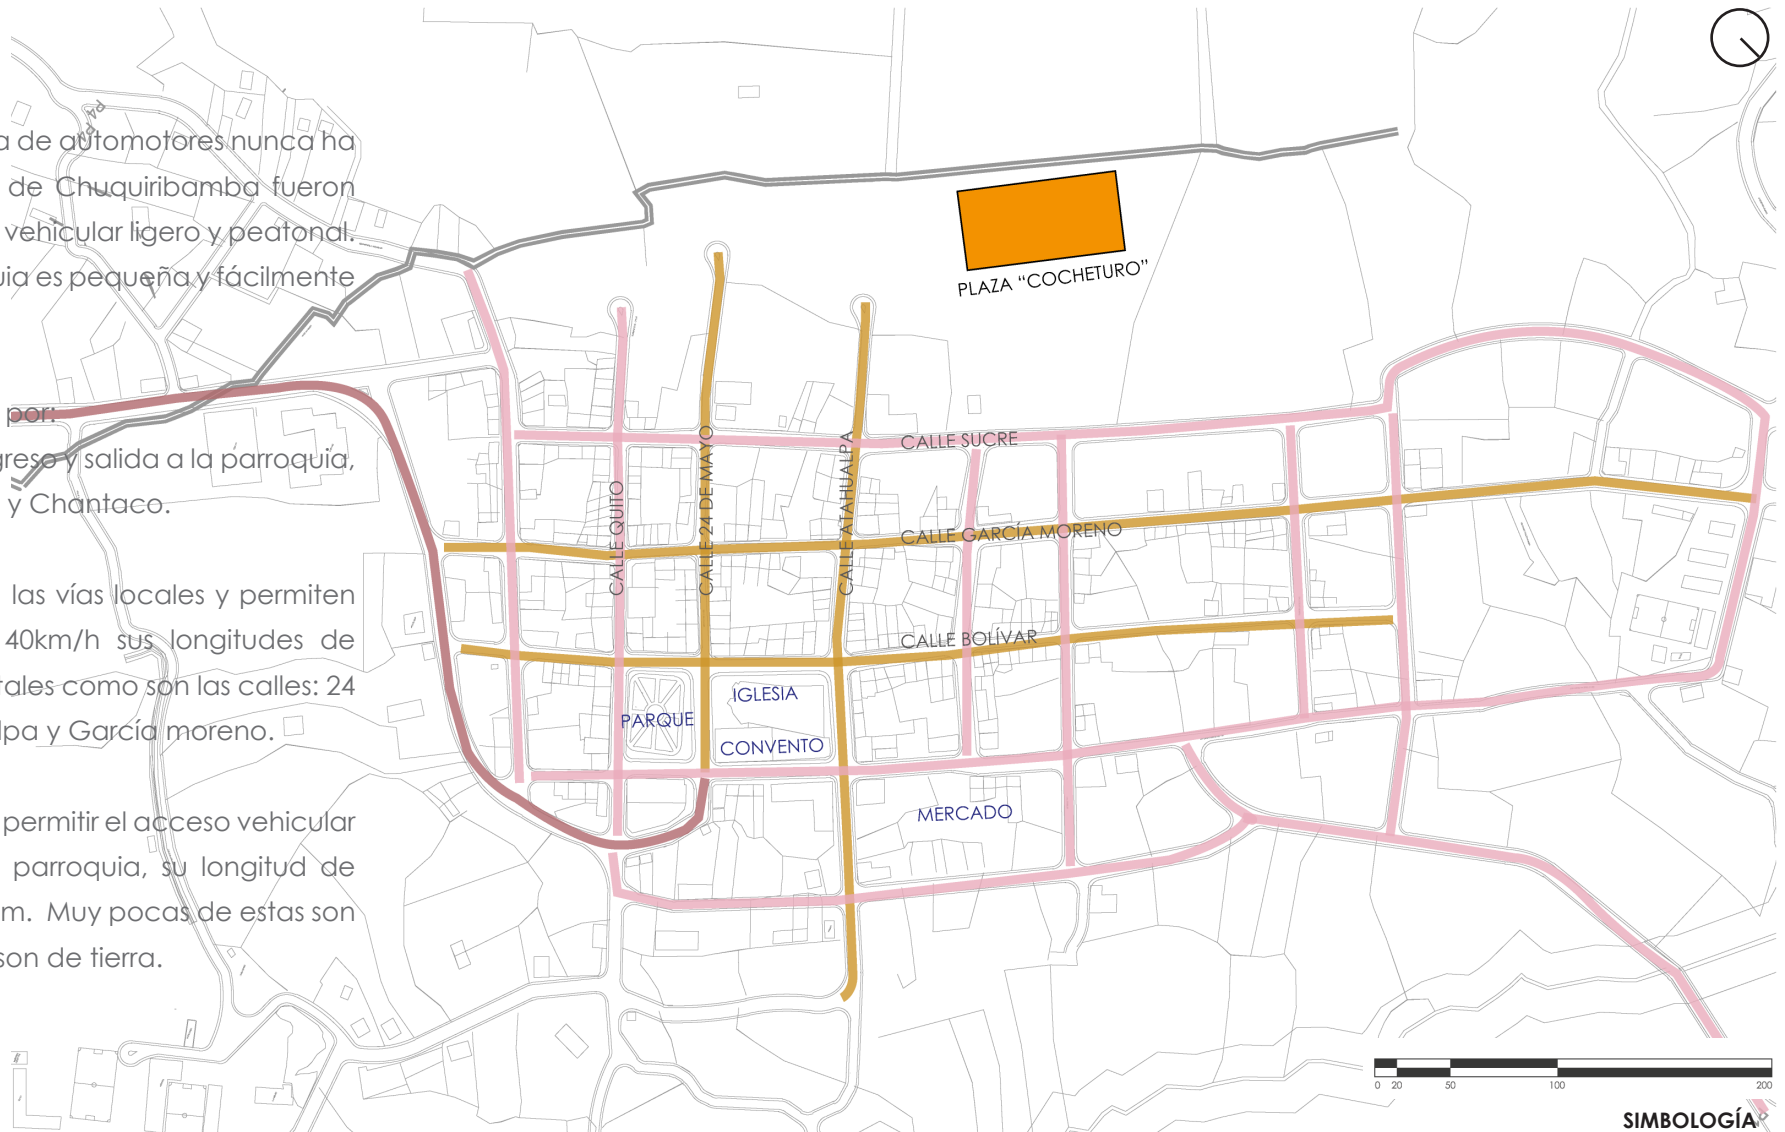 a de automotores nunca ha
de Chuquiribamba fueron
vehicular ligero y peatonal.
uia es pequeña y fácilmente
por:
greso y salida a la parroquia,
y Chantaco.
las vías locales y permiten
40km/h sus longitudes de
tales como son las calles: 24
lpa y García moreno.
permitir el acceso vehicular
parroquia, su longitud de
m. Muy pocas de estas son
son de tierra.
PLAZA “COCHETURO”
CALLE SUCRE
CALLE GARCÍA MORENO
CALLE BOLÍVAR
CALLE QUITO
CALLE 24 DE MAYO
CALLE ATAHUALPA
IGLESIA
PARQUE
CONVENTO
MERCADO
0 20 50 100 200
SIMBOLOGÍA